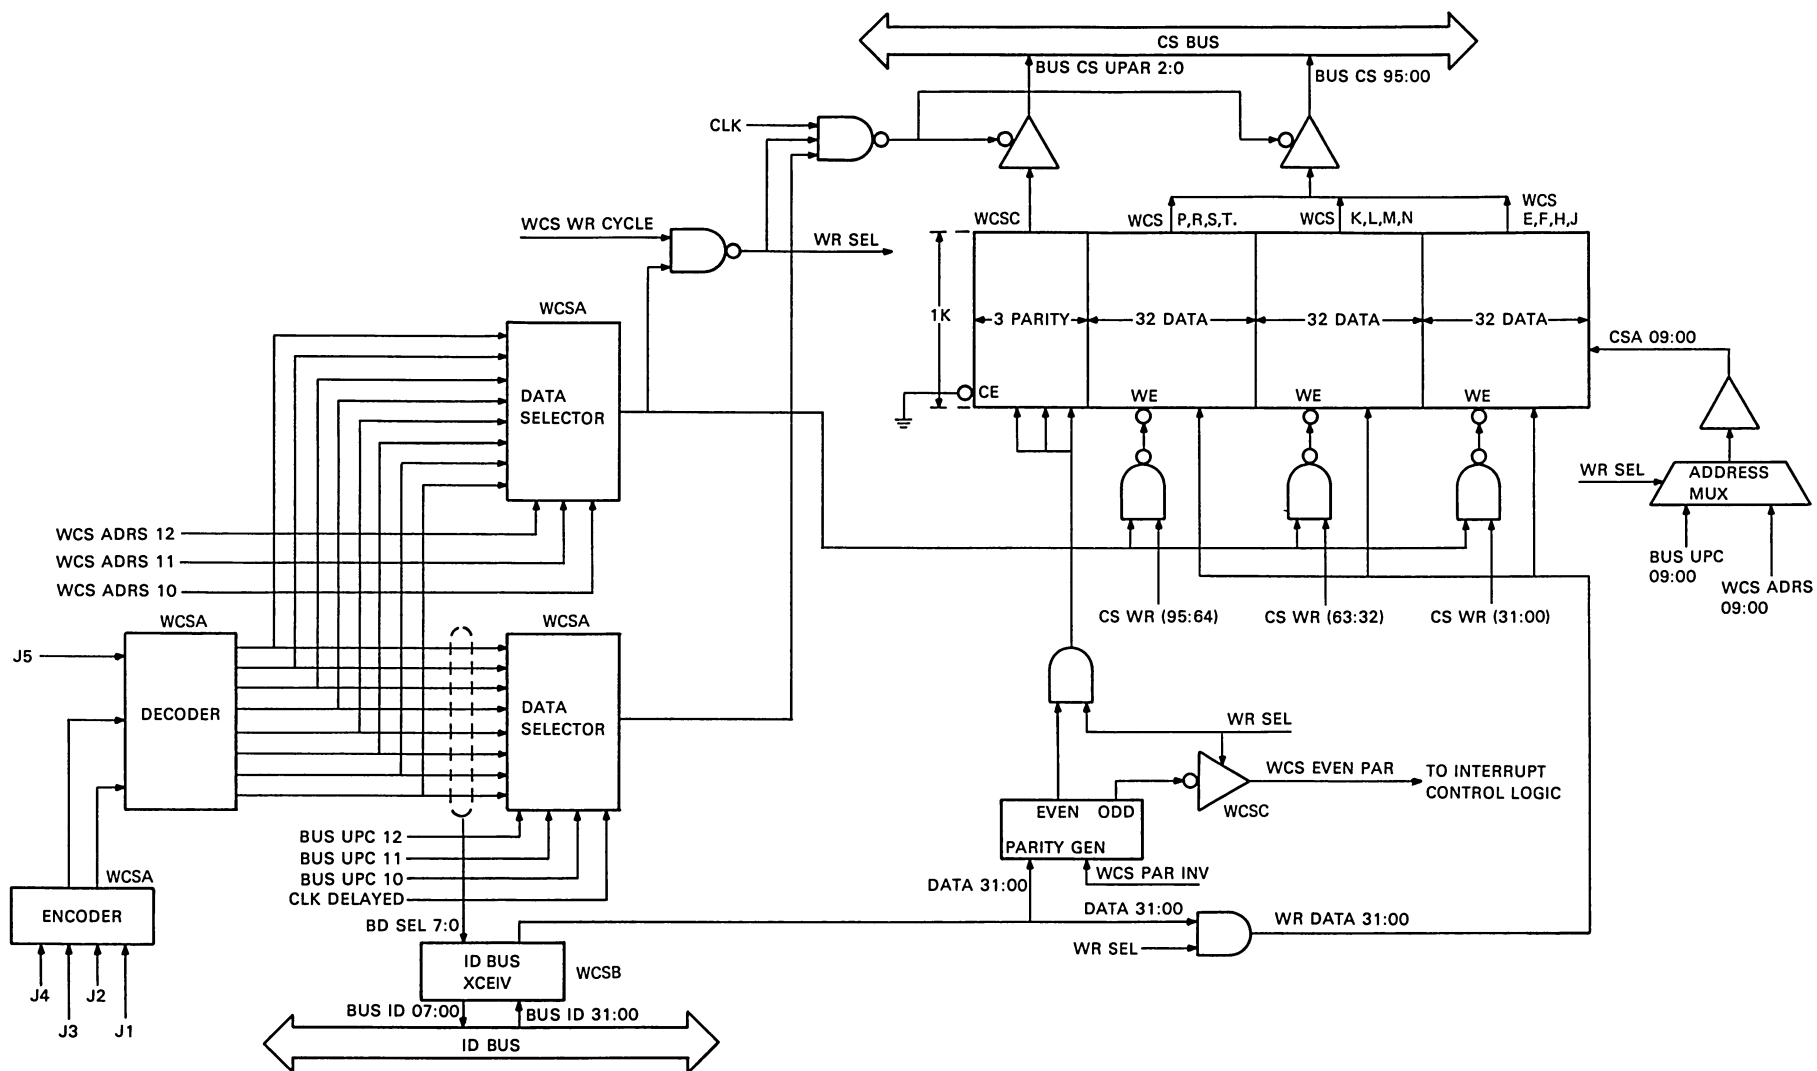 CS BUS
BUS CS UPAR 2:0
BUS CS 95:00
CLK
WCS WR CYCLE
WR SEL
WCSC
WCS P,R,S,T.
WCS K,L,M,N
WCS
E,F,H,J
1K
3 PARITY
32 DATA
32 DATA
32 DATA
CE
WE
WE
WE
CSA 09:00
WR SEL
ADDRESS
MUX
BUS UPC
09:00
WCS ADRS
09:00
WCSA
DATA
SELECTOR
WCS ADRS 12
WCS ADRS 11
WCS ADRS 10
CS WR (95:64)
CS WR (63:32)
CS WR (31:00)
WCSA
J5
DECODER
WCSA
DATA
SELECTOR
BUS UPC 12
BUS UPC 11
BUS UPC 10
CLK DELAYED
WCSA
ENCODER
J4
J3
J2
J1
BD SEL 7:0
ID BUS
XCEIV
WCSB
BUS ID 07:00
BUS ID 31:00
ID BUS
WR SEL
WCS EVEN PAR
TO INTERRUPT
CONTROL LOGIC
WCSC
EVEN ODD
PARITY GEN
WCS PAR INV
DATA 31:00
DATA 31:00
WR SEL
WR DATA 31:00